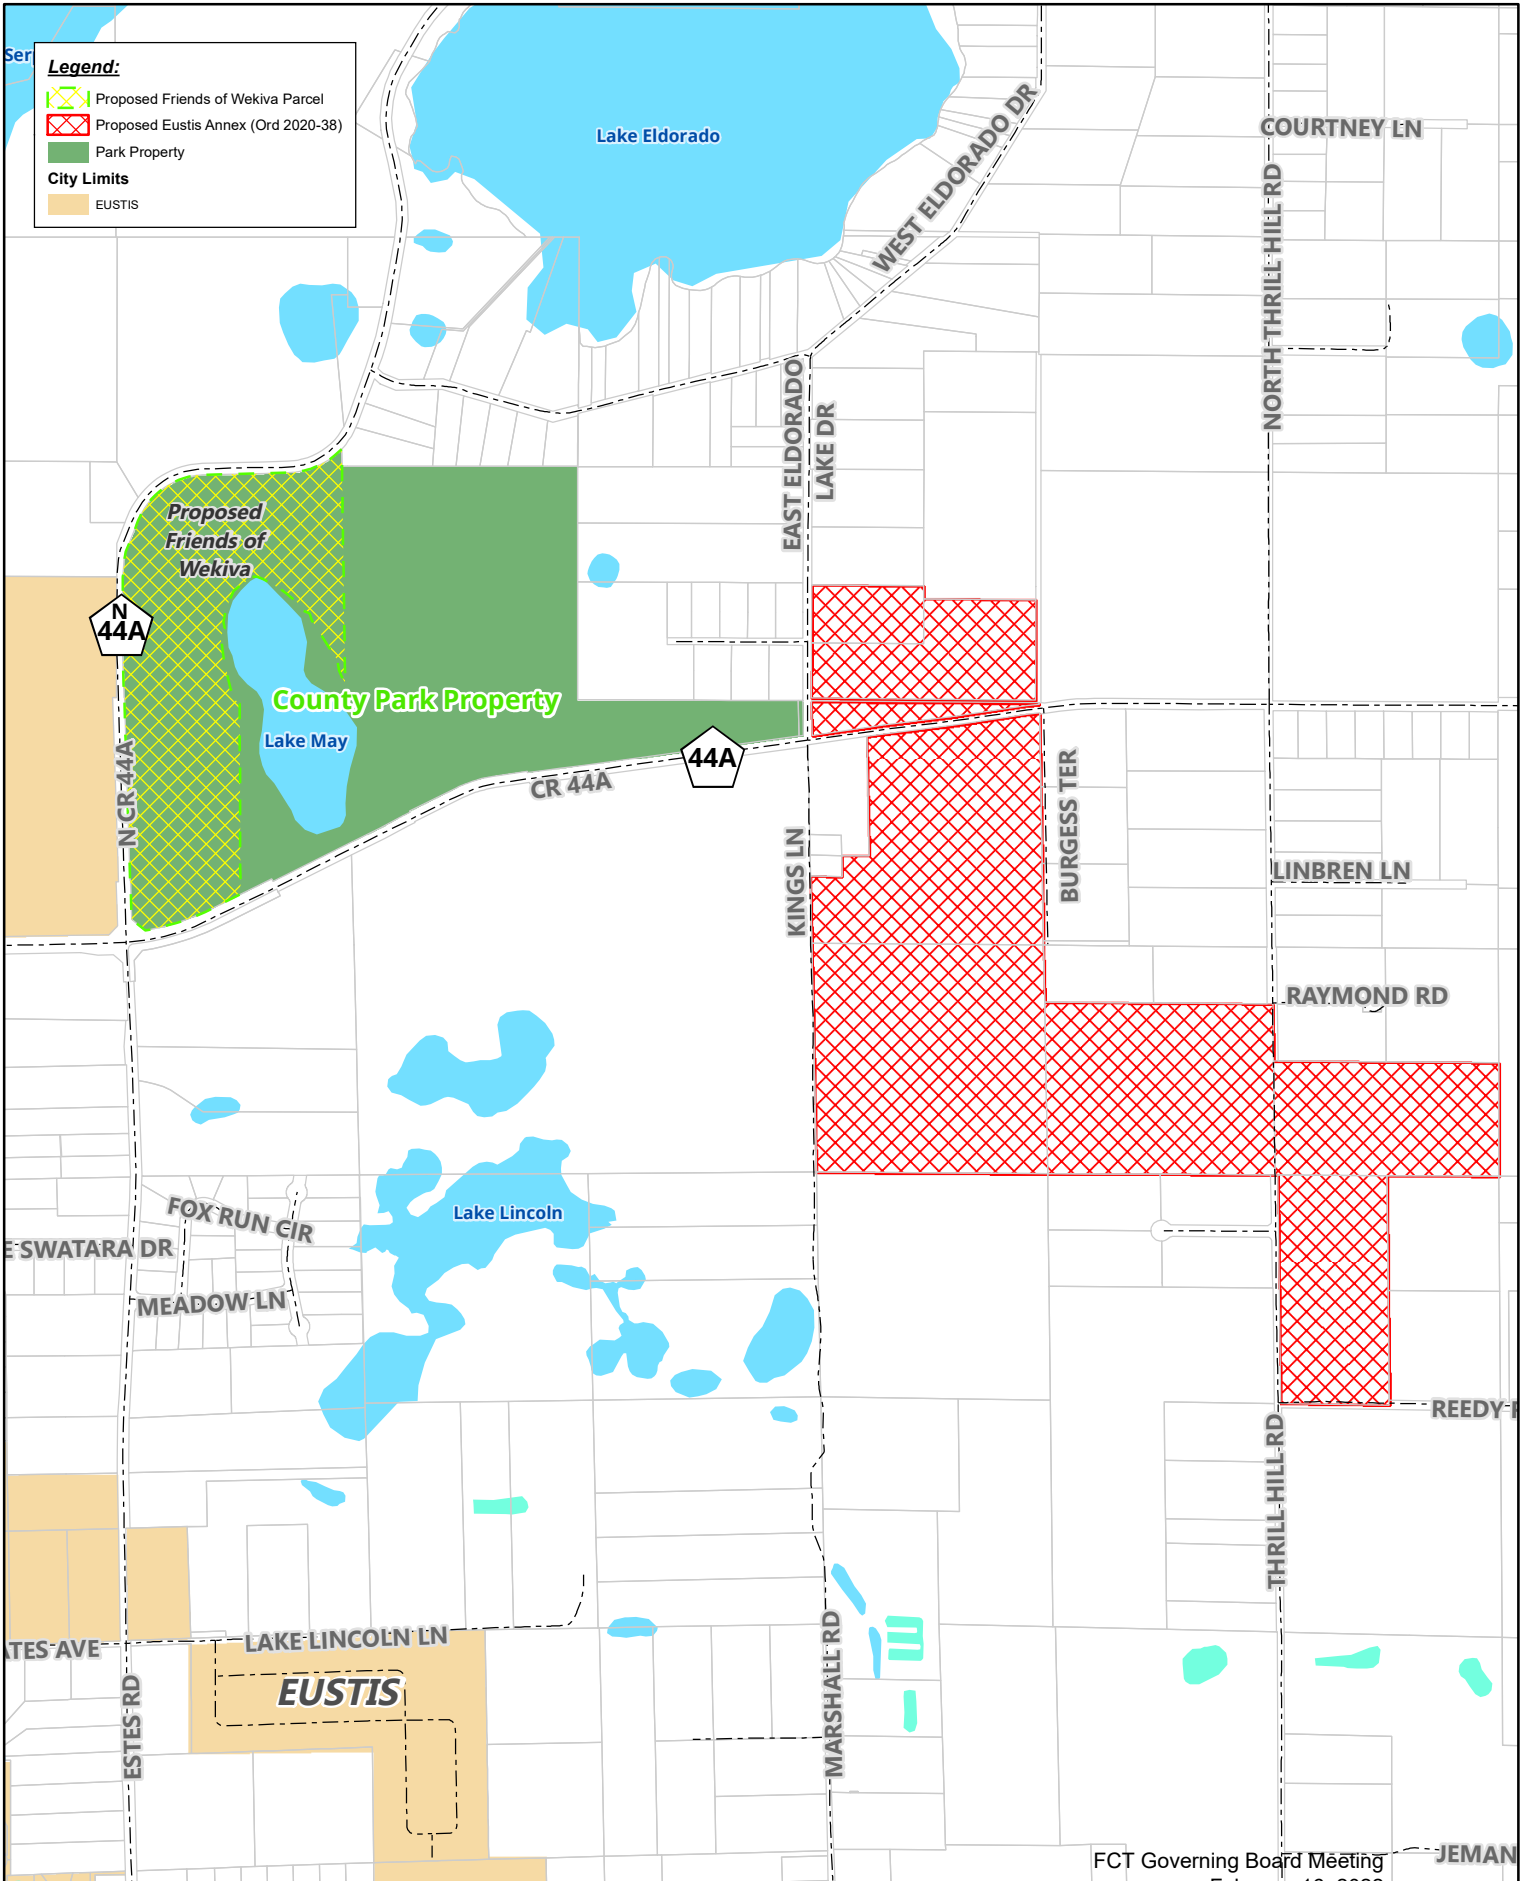 Legend:
Proposed Friends of Wekiva Parcel
Proposed Eustis Annex (Ord 2020-38)
Park Property
City Limits
EUSTIS
Lake Eldorado
WEST ELDORADO DR
COURTNEY LN
NORTH THRILL HILL RD
EAST ELDORADO
LAKE DR
Proposed
Friends of
Wekiva
N
44A
County Park Property
Lake May
44A
CR 44A
N CR 44A
KINGS LN
BURGESS TER
LINBREN LN
RAYMOND RD
FOX RUN CIR
Lake Lincoln
E SWATARA DR
MEADOW LN
REEDY
THRILL HILL RD
LAKE LINCOLN LN
ATES AVE
EUSTIS
ESTES RD
MARSHALL RD
FCT Governing Board Meeting
JEMAN